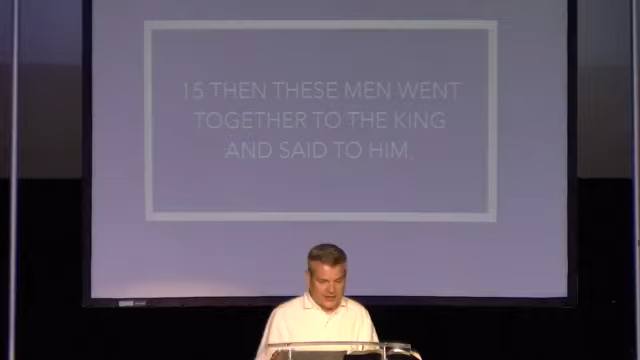 15 THEN THESE MEN WENT
TOGETHER TO THE KING
AND SAID TO HIM,